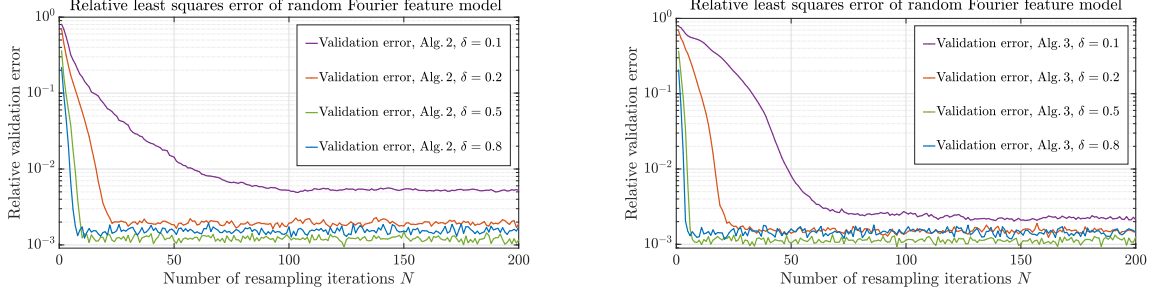 Relative least squares error of random Fourier feature model
Relative validation error
10^0
10^{-1}
10^{-2}
10^{-3}
Validation error, Alg. 2, δ = 0.1
Validation error, Alg. 2, δ = 0.2
Validation error, Alg. 2, δ = 0.5
Validation error, Alg. 2, δ = 0.8
0 50 100 150 200
Number of resampling iterations N
Relative least squares error of random Fourier feature model
Relative validation error
10^0
10^{-1}
10^{-2}
10^{-3}
Validation error, Alg. 3, δ = 0.1
Validation error, Alg. 3, δ = 0.2
Validation error, Alg. 3, δ = 0.5
Validation error, Alg. 3, δ = 0.8
0 50 100 150 200
Number of resampling iterations N